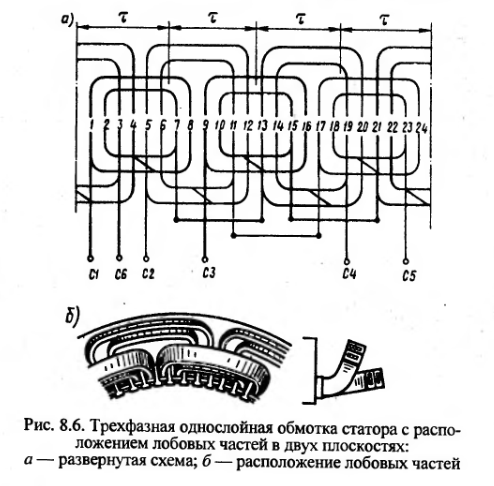 а)
τ τ τ τ
1 2 3 4 5 6 7 8 9 10 11 12 13 14 15 16 17 18 19 20 21 22 23 24
C1 C6 C2 C3 C4 C5
б)
Рис. 8.6. Трехфазная однослойная обмотка статора с распо-
ложением лобовых частей в двух плоскостях:
а — развернутая схема; б — расположение лобовых частей